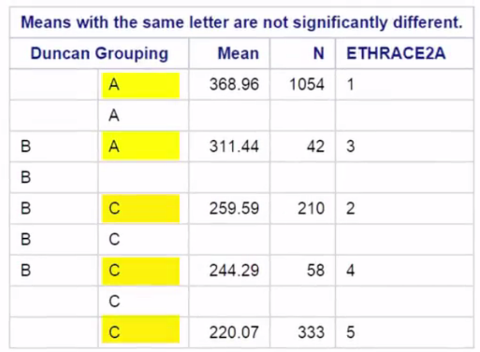 Means with the same letter are not significantly different.
Duncan Grouping Mean N ETHRACE2A
A 368.96 1054 1
A
B A 311.44 42 3
B
B C 259.59 210 2
B C
B C 244.29 58 4
C
C 220.07 333 5